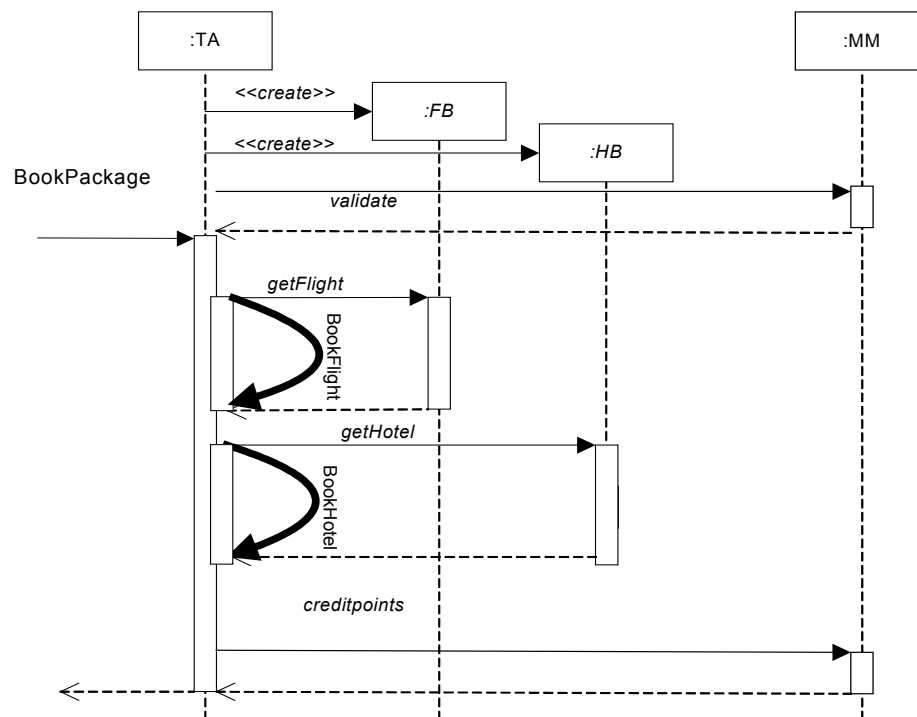 :TA
:MM
<<create>>
:FB
<<create>>
:HB
BookPackage
validate
getFlight
BookFlight
getHotel
BookHotel
creditpoints